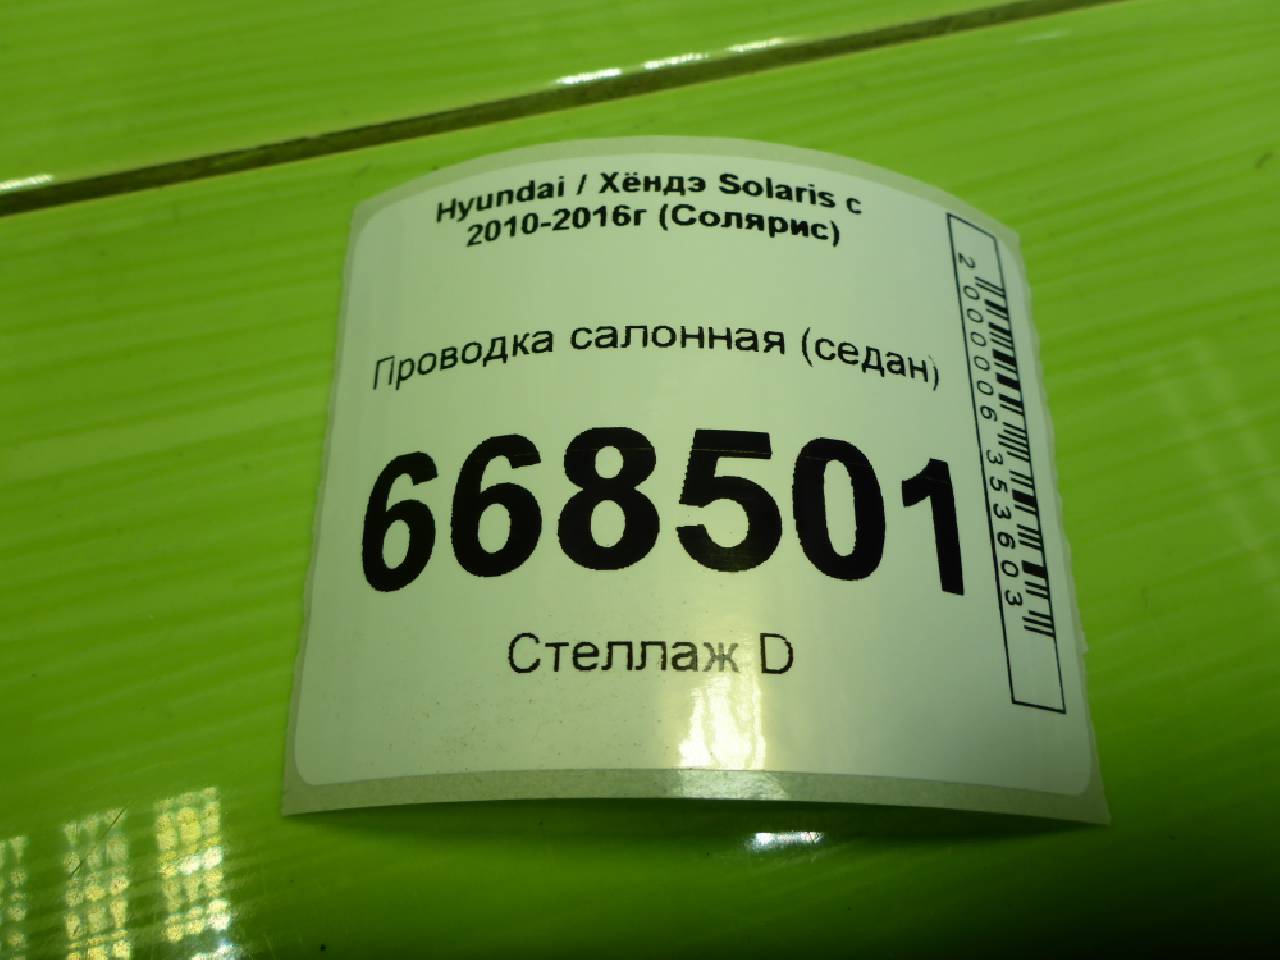 Hyundai / Хёндэ Solaris с
2010-2016г (Солярис)
Проводка салонная (седан)
668501
Стеллаж D
2000006353603